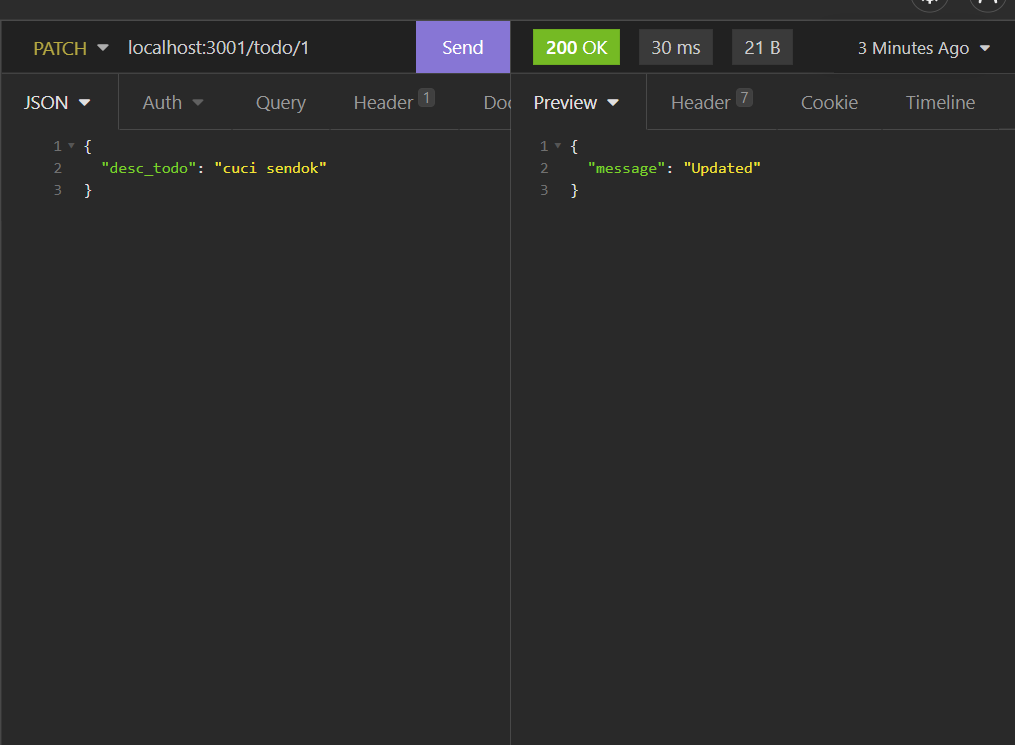 PATCH localhost:3001/todo/1 Send 200 OK 30 ms 21 B 3 Minutes Ago
JSON Auth Query Header 1 Doc Preview Header 7 Cookie Timeline
1 {
2 "desc_todo": "cuci sendok"
3 }
1 {
2 "message": "Updated"
3 }